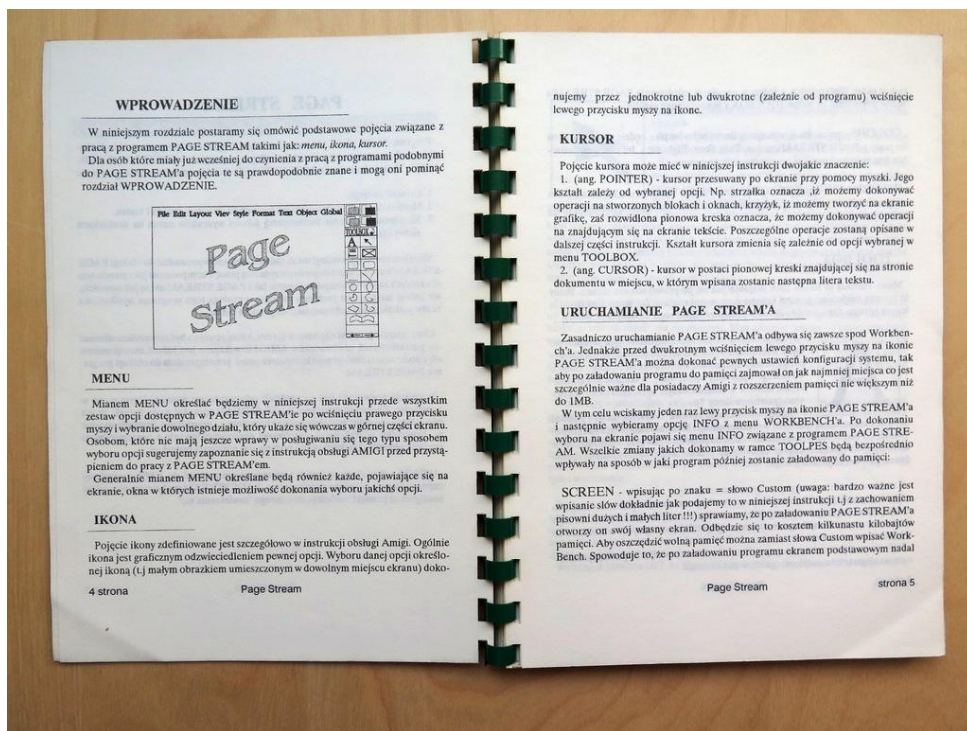 WPROWADZENIE
W niniejszym rozdziale postaramy się omówić podstawowe pojęcia związane z
pracą z programem PAGE STREAM takimi jak: menu, ikona, kursor.
Dla osób które miały już wcześniej do czynienia z pracą z programami podobnymi
do PAGE STREAM'a pojęcia te są prawdopodobnie znane i mogą oni pominąć
rozdział WPROWADZENIE.
File Edit Layout Viev Style Format Text Object Global
TOOLBOX
A
Page
Stream
MENU
Mianem MENU określać będziemy w niniejszej instrukcji przede wszystkim
zestaw opcji dostępnych w PAGE STREAM'ie po wciśnięciu prawego przycisku
myszy i wybranie dowolnego działu, który ukaże się wówczas w górnej części ekranu.
Osobom, które nie mają jeszcze wprawy w posługiwaniu się tego typu sposobem
wyboru opcji sugerujemy zapoznanie się z instrukcją obsługi AMIGI przed przystą-
pieniem do pracy z PAGE STREAM'em.
Generalnie mianem MENU określane będą również każde, pojawiające się na
ekranie, okna w których istnieje możliwość dokonania wyboru jakichś opcji.
IKONA
Pojęcie ikony zdefiniowane jest szczegółowo w instrukcji obsługi Amigi. Ogólnie
ikona jest graficznym odzwieciedleniem pewnej opcji. Wyboru danej opcji określo-
nej ikoną (t.j małym obrazkiem umieszczonym w dowolnym miejscu ekranu) doko-
4 strona
Page Stream
nujemy przez jednokrotne lub dwukrotne (zależnie od programu) wciśnięcie
lewego przycisku myszy na ikone.
KURSOR
Pojęcie kursora może mieć w niniejszej instrukcji dwojakie znaczenie:
1. (ang. POINTER) - kursor przesuwany po ekranie przy pomocy myszki. Jego
kształt zależy od wybranej opcji. Np. strzałka oznacza ,iż możemy dokonywać
operacji na stworzonych blokach i oknach, krzyżyk, iż możemy tworzyć na ekranie
grafikę, zaś rozwidlona pionowa kreska oznacza, że możemy dokonywać operacji
na znajdującym się na ekranie tekście. Poszczególne operacje zostaną opisane w
dalszej części instrukcji. Kształt kursora zmienia się zależnie od opcji wybranej w
menu TOOLBOX.
2. (ang. CURSOR) - kursor w postaci pionowej kreski znajdującej się na stronie
dokumentu w miejscu, w którym wpisana zostanie następna litera tekstu.
URUCHAMIANIE PAGE STREAM'A
Zasadniczo uruchamianie PAGE STREAM'a odbywa się zawsze spod Workben-
ch'a. Jednakże przed dwukrotnym wciśnięciem lewego przycisku myszy na ikonie
PAGE STREAM'a można dokonać pewnych ustawień konfiguracji systemu, tak
aby po załadowaniu programu do pamięci zajmował on jak najmniej miejsca co jest
szczególnie ważne dla posiadaczy Amigi z rozszerzeniem pamięci nie większym niż
do 1MB.
W tym celu wciskamy jeden raz lewy przycisk myszy na ikonie PAGE STREAM'a
i następnie wybieramy opcję INFO z menu WORKBENCH'a. Po dokonaniu
wyboru na ekranie pojawi się menu INFO związane z programem PAGE STRE-
AM. Wszelkie zmiany jakich dokonamy w ramce TOOLPES będą bezpośrednio
wpływały na sposób w jaki program później zostanie załadowany do pamięci:
SCREEN - wpisując po znaku = słowo Custom (uwaga: bardzo ważne jest
wpisanie słów dokładnie jak podajemy to w niniejszej instrukcji t.j z zachowaniem
pisowni dużych i małych liter !!!) sprawiamy, że po załadowaniu PAGE STREAM'a
otworzy on swój własny ekran. Odbędzie się to kosztem kilkunastu kilobajtów
pamięci. Aby oszczędzić wolną pamięć można zamiast słowa Custom wpisać Work-
Bench. Spowoduje to, że po załadowaniu programu ekranem podstawowym nadal
Page Stream
strona 5